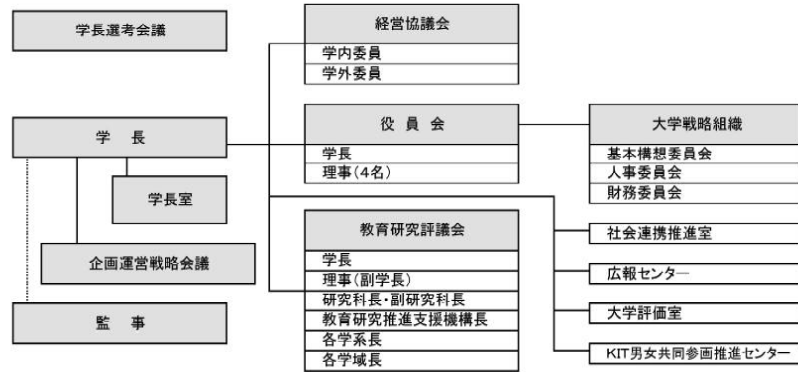 学長選考会議
学　長
学長室
企画運営戦略会議
監　事
経営協議会
学内委員
学外委員
役　員　会
学長
理事（4名）
教育研究評議会
学長
理事（副学長）
研究科長・副研究科長
教育研究推進支援機構長
各学系長
各学域長
大学戦略組織
基本構想委員会
人事委員会
財務委員会
社会連携推進室
広報センター
大学評価室
KIT男女共同参画推進センター